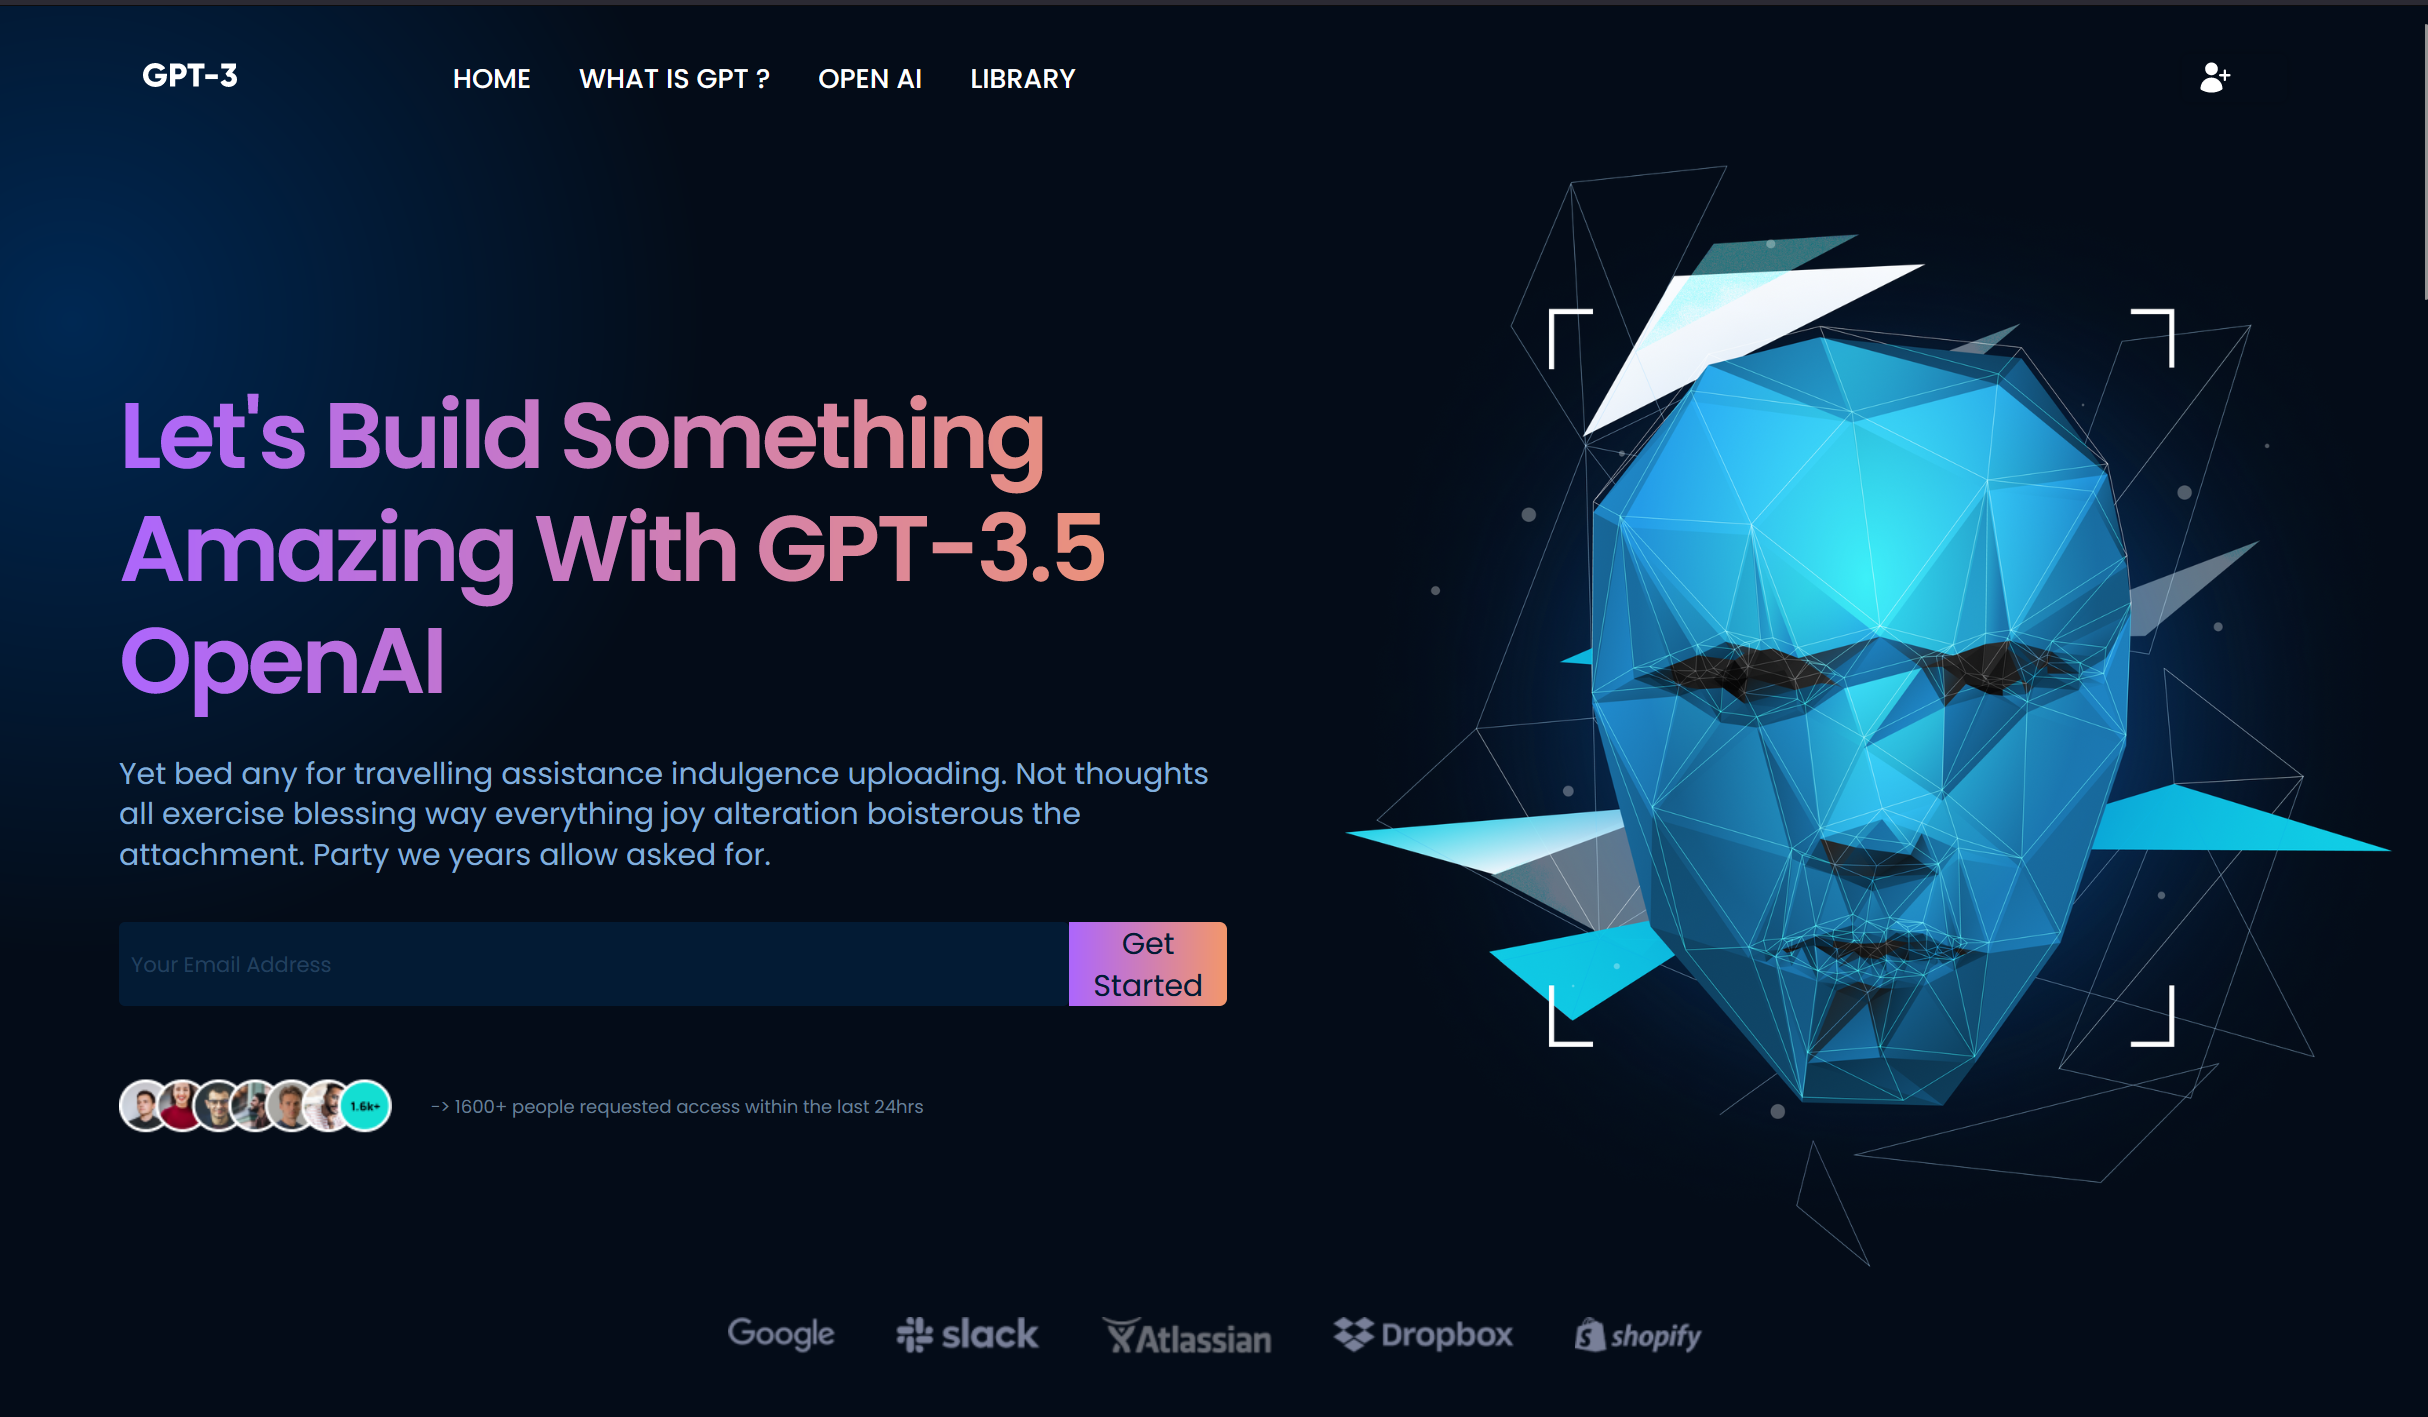 GPT-3
HOME
WHAT IS GPT ?
OPEN AI
LIBRARY
Let's Build Something
Amazing With GPT-3.5
OpenAI
Yet bed any for travelling assistance indulgence uploading. Not thoughts
all exercise blessing way everything joy alteration boisterous the
attachment. Party we years allow asked for.
Your Email Address
Get
Started
1.6k+
-> 1600+ people requested access within the last 24hrs
Google
slack
Atlassian
Dropbox
shopify